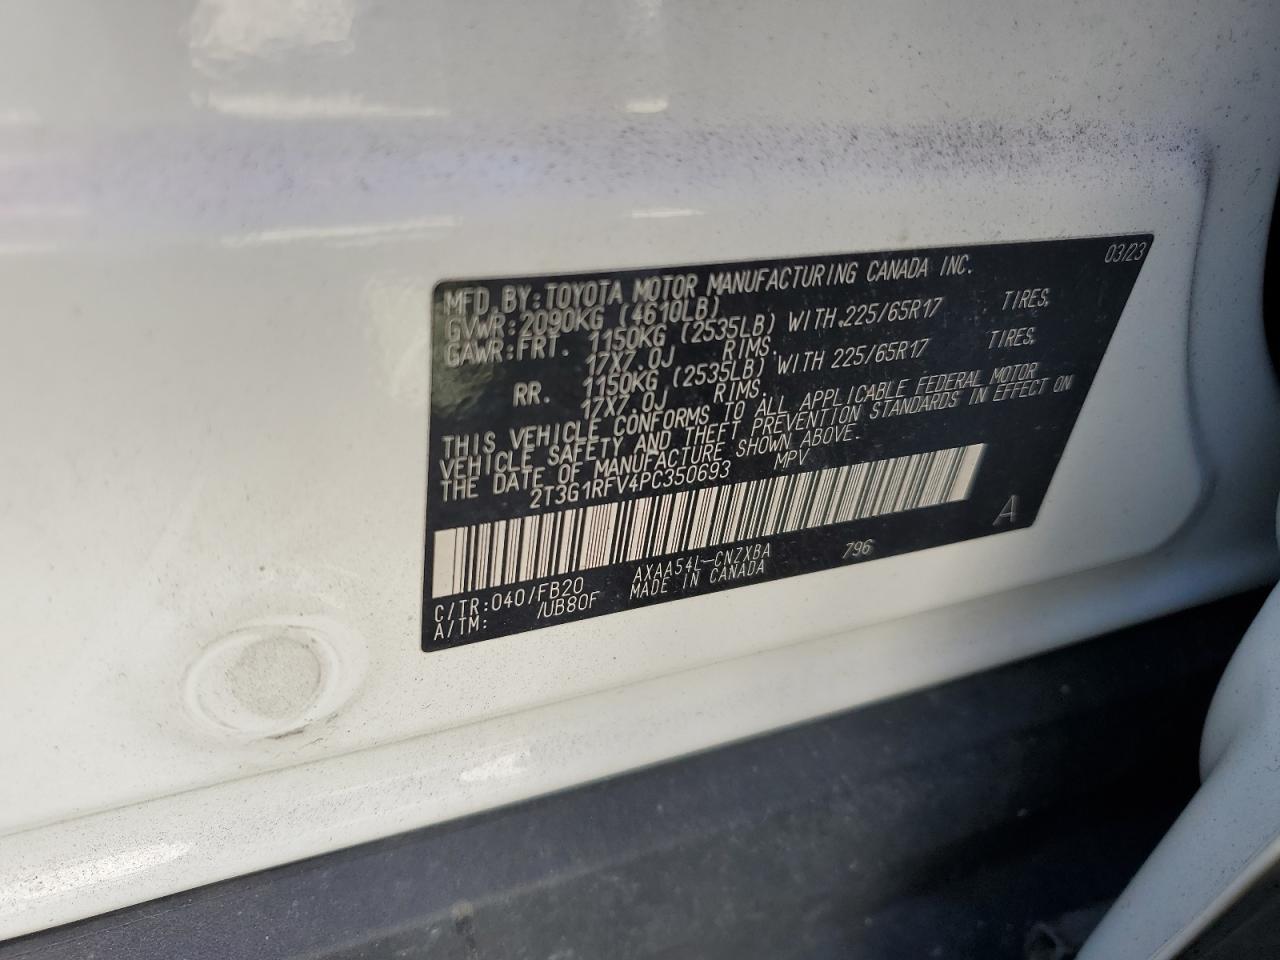 03/23
MFD. BY: TOYOTA MOTOR MANUFACTURING CANADA INC.
GVWR: 2090KG (4610LB)
GAWR: FRT. 1150KG (2535LB) WITH 225/65R17 TIRES,
17X7.0J RIMS.
RR. 1150KG (2535LB) WITH 225/65R17 TIRES,
17X7.0J RIMS.
THIS VEHICLE CONFORMS TO ALL APPLICABLE FEDERAL MOTOR
VEHICLE SAFETY AND THEFT PREVENTION STANDARDS IN EFFECT ON
THE DATE OF MANUFACTURE SHOWN ABOVE.
2T3G1RFV4PC350693 MPV
A
C/TR: 040/FB20 AXAA54L-CNZXBA 796
A/TM: /UB80F MADE IN CANADA